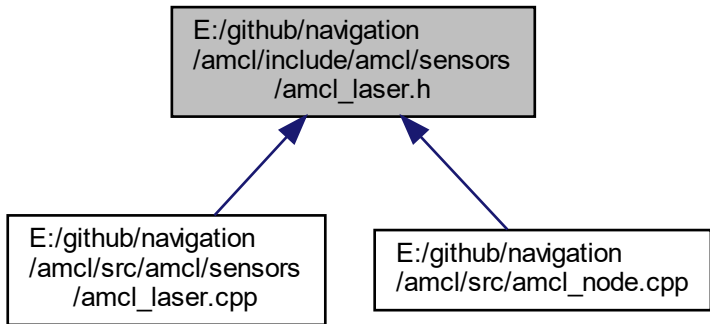 E:/github/navigation
/amcl/include/amcl/sensors
/amcl_laser.h
E:/github/navigation
/amcl/src/amcl/sensors
/amcl_laser.cpp
E:/github/navigation
/amcl/src/amcl_node.cpp